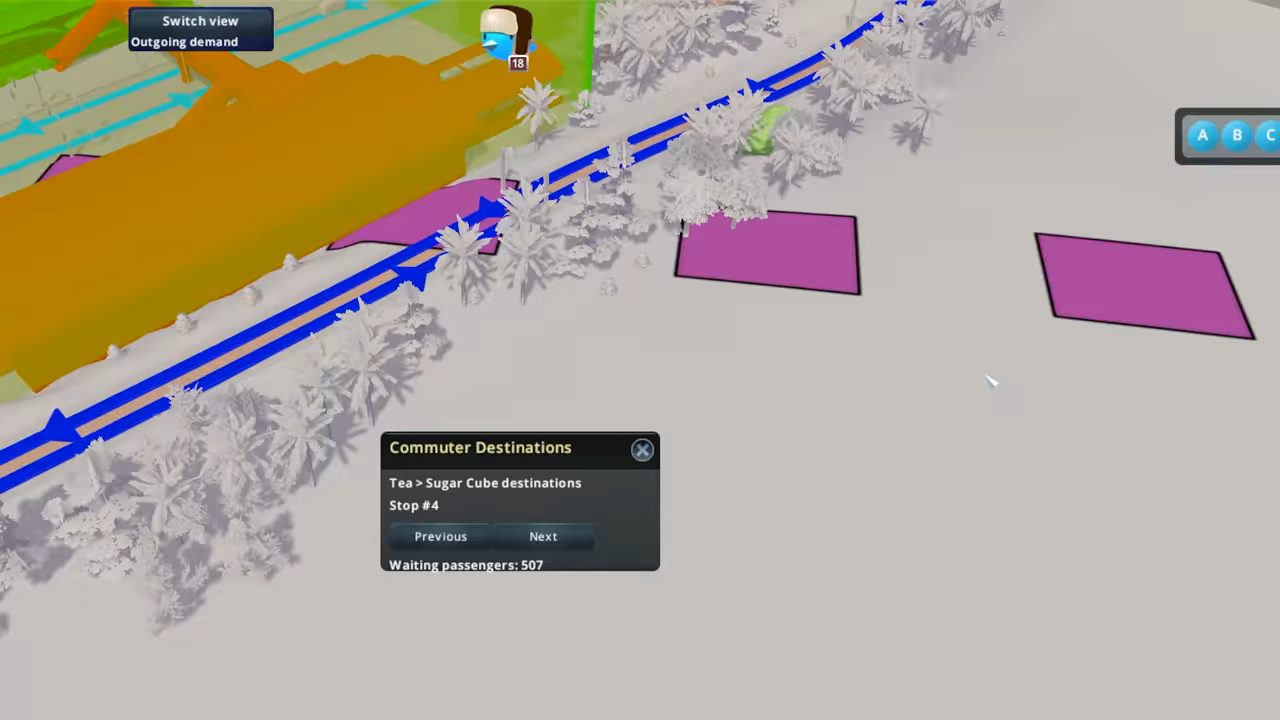 Switch view
Outgoing demand
18
A B C
Commuter Destinations
Tea > Sugar Cube destinations
Stop #4
Previous Next
Waiting passengers: 507